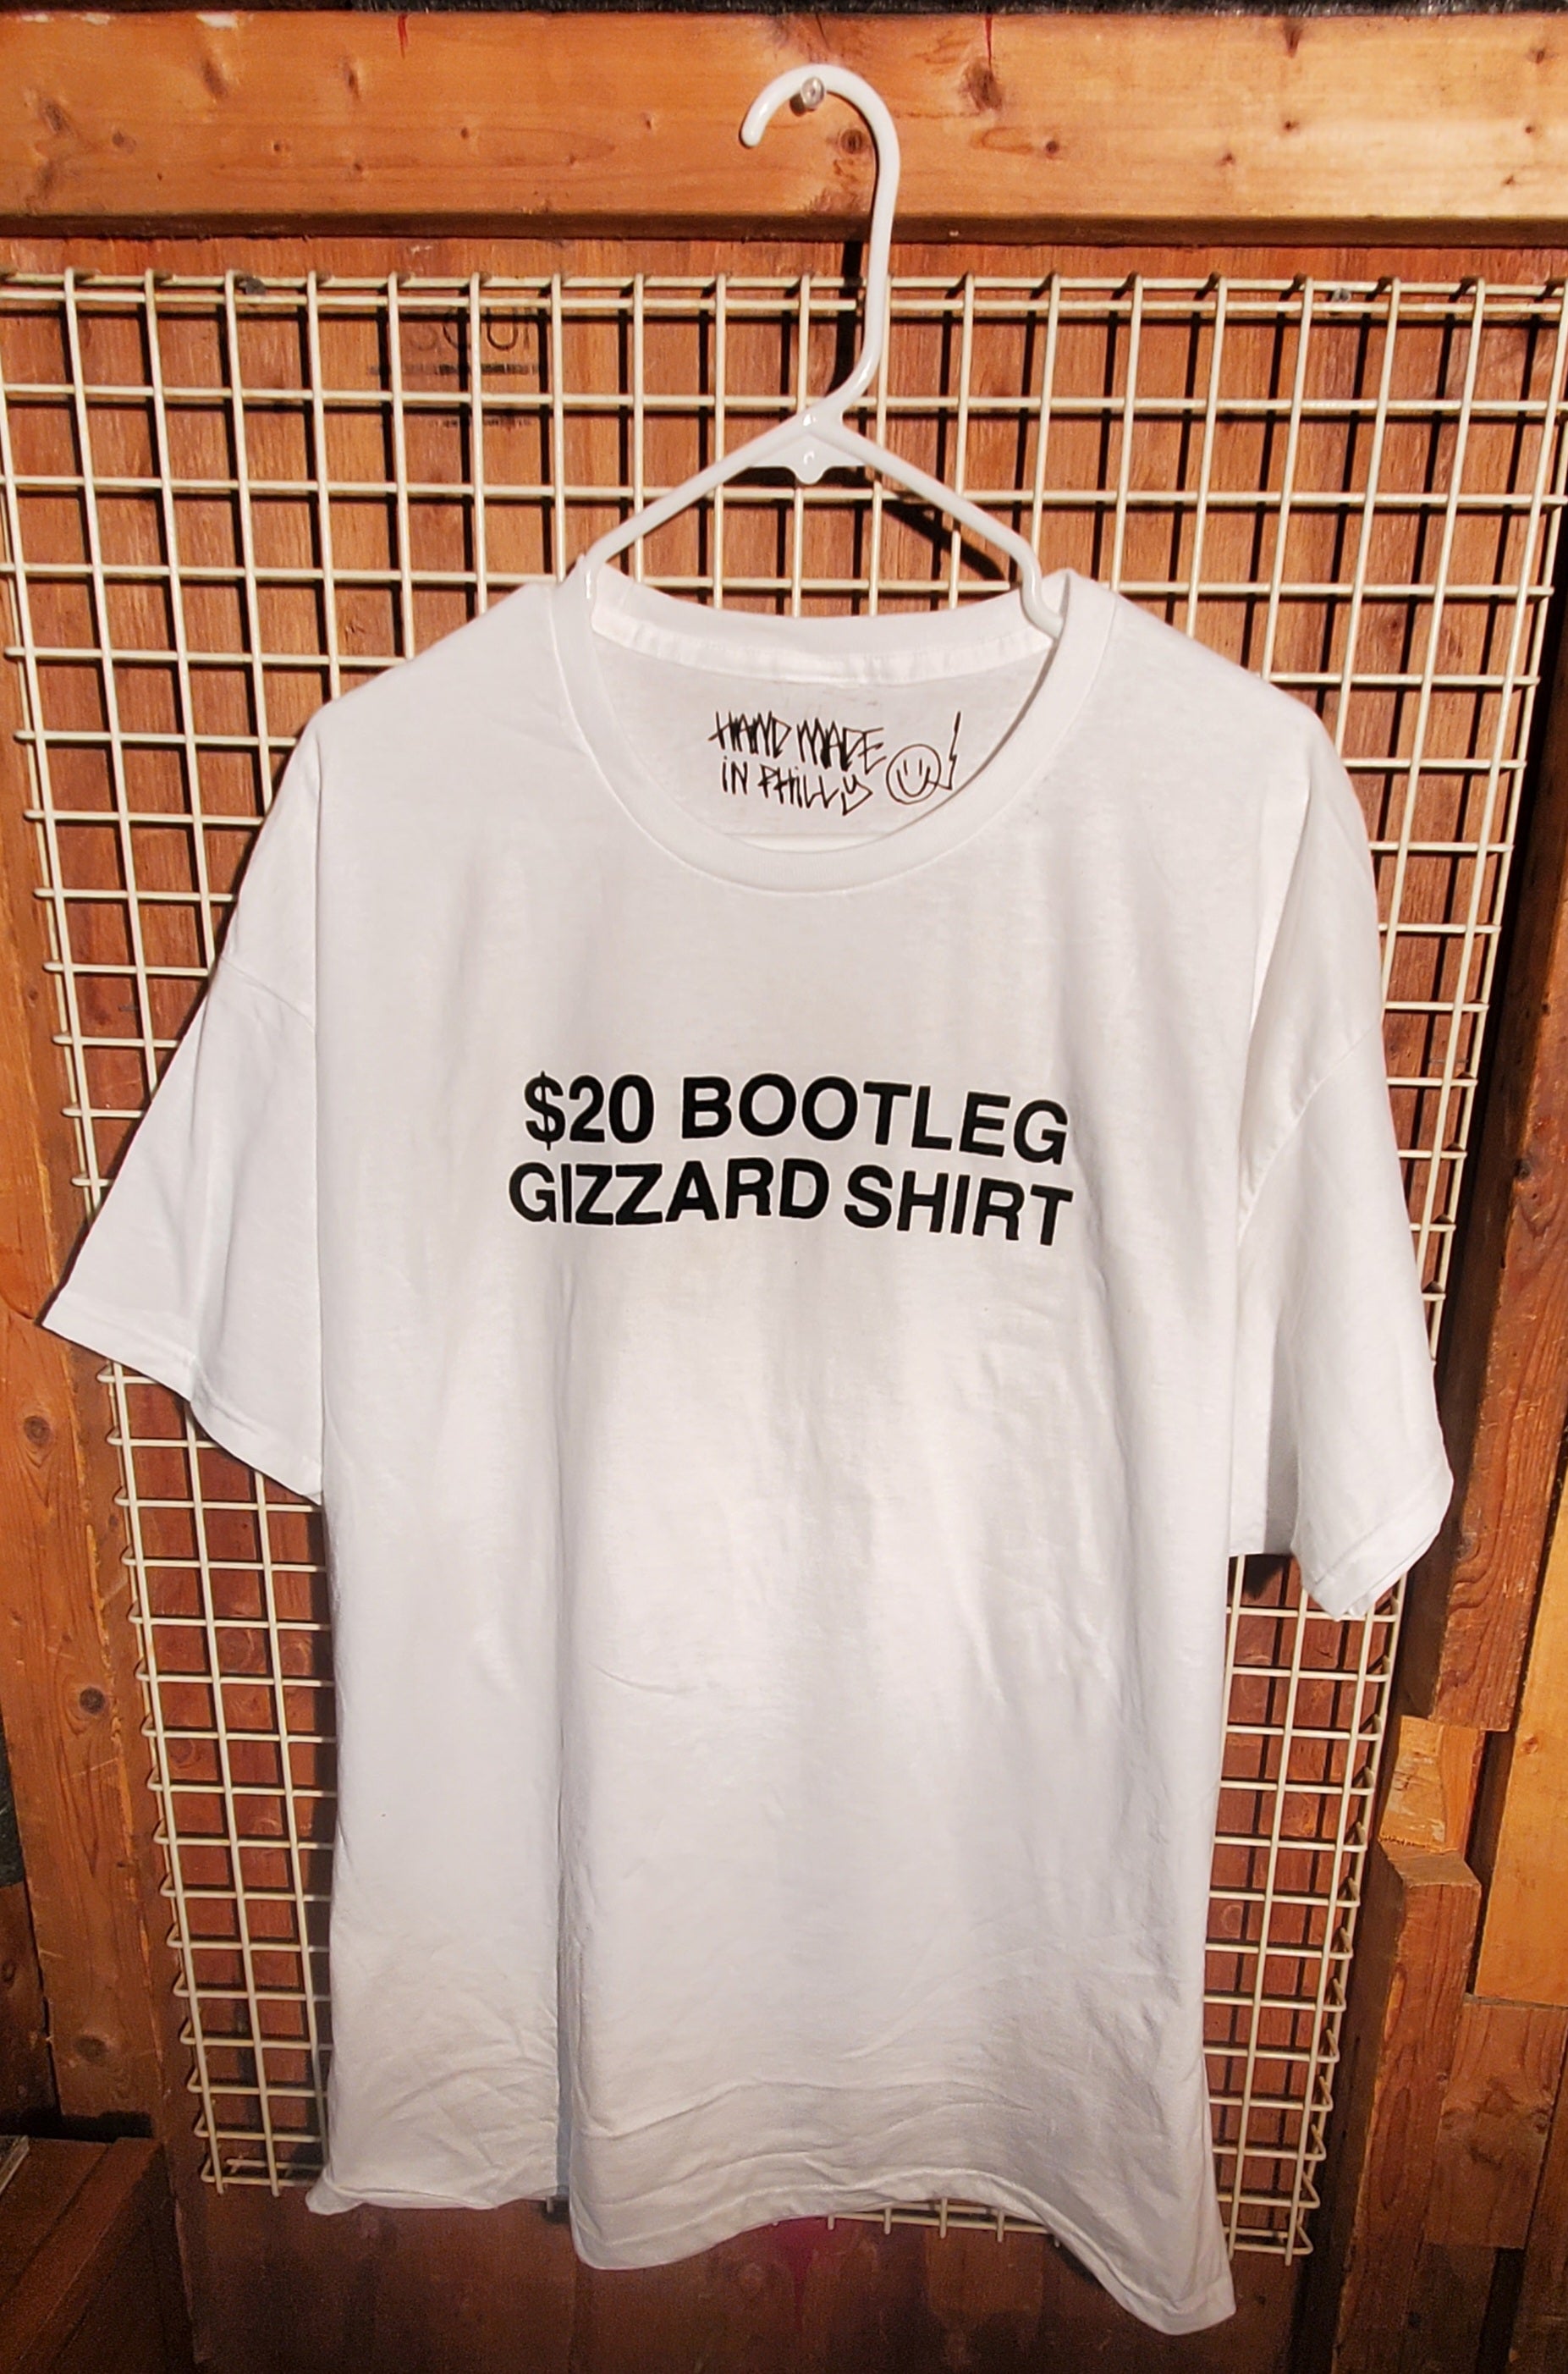 HAND MADE
iN PHiLLy
$20 BOOTLEG
GIZZARD SHIRT